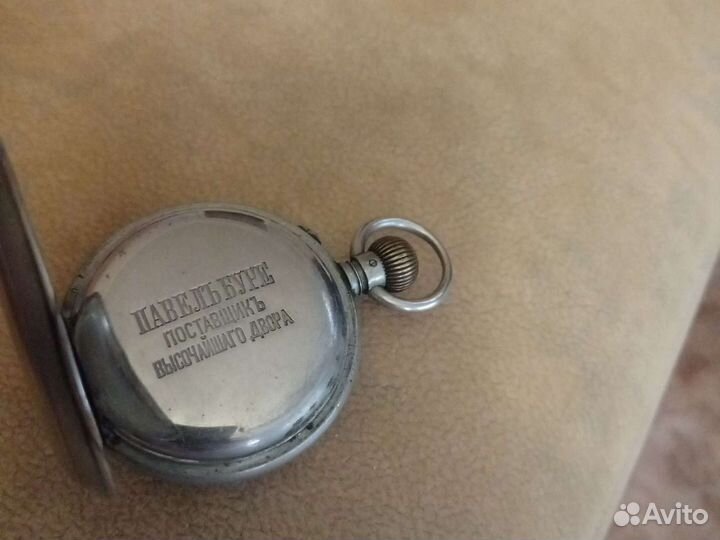 ПАВЕЛЪ БУРЕ
ПОСТАВЩИКЪ
ВЫСОЧАЙШАГО ДВОРА
Avito